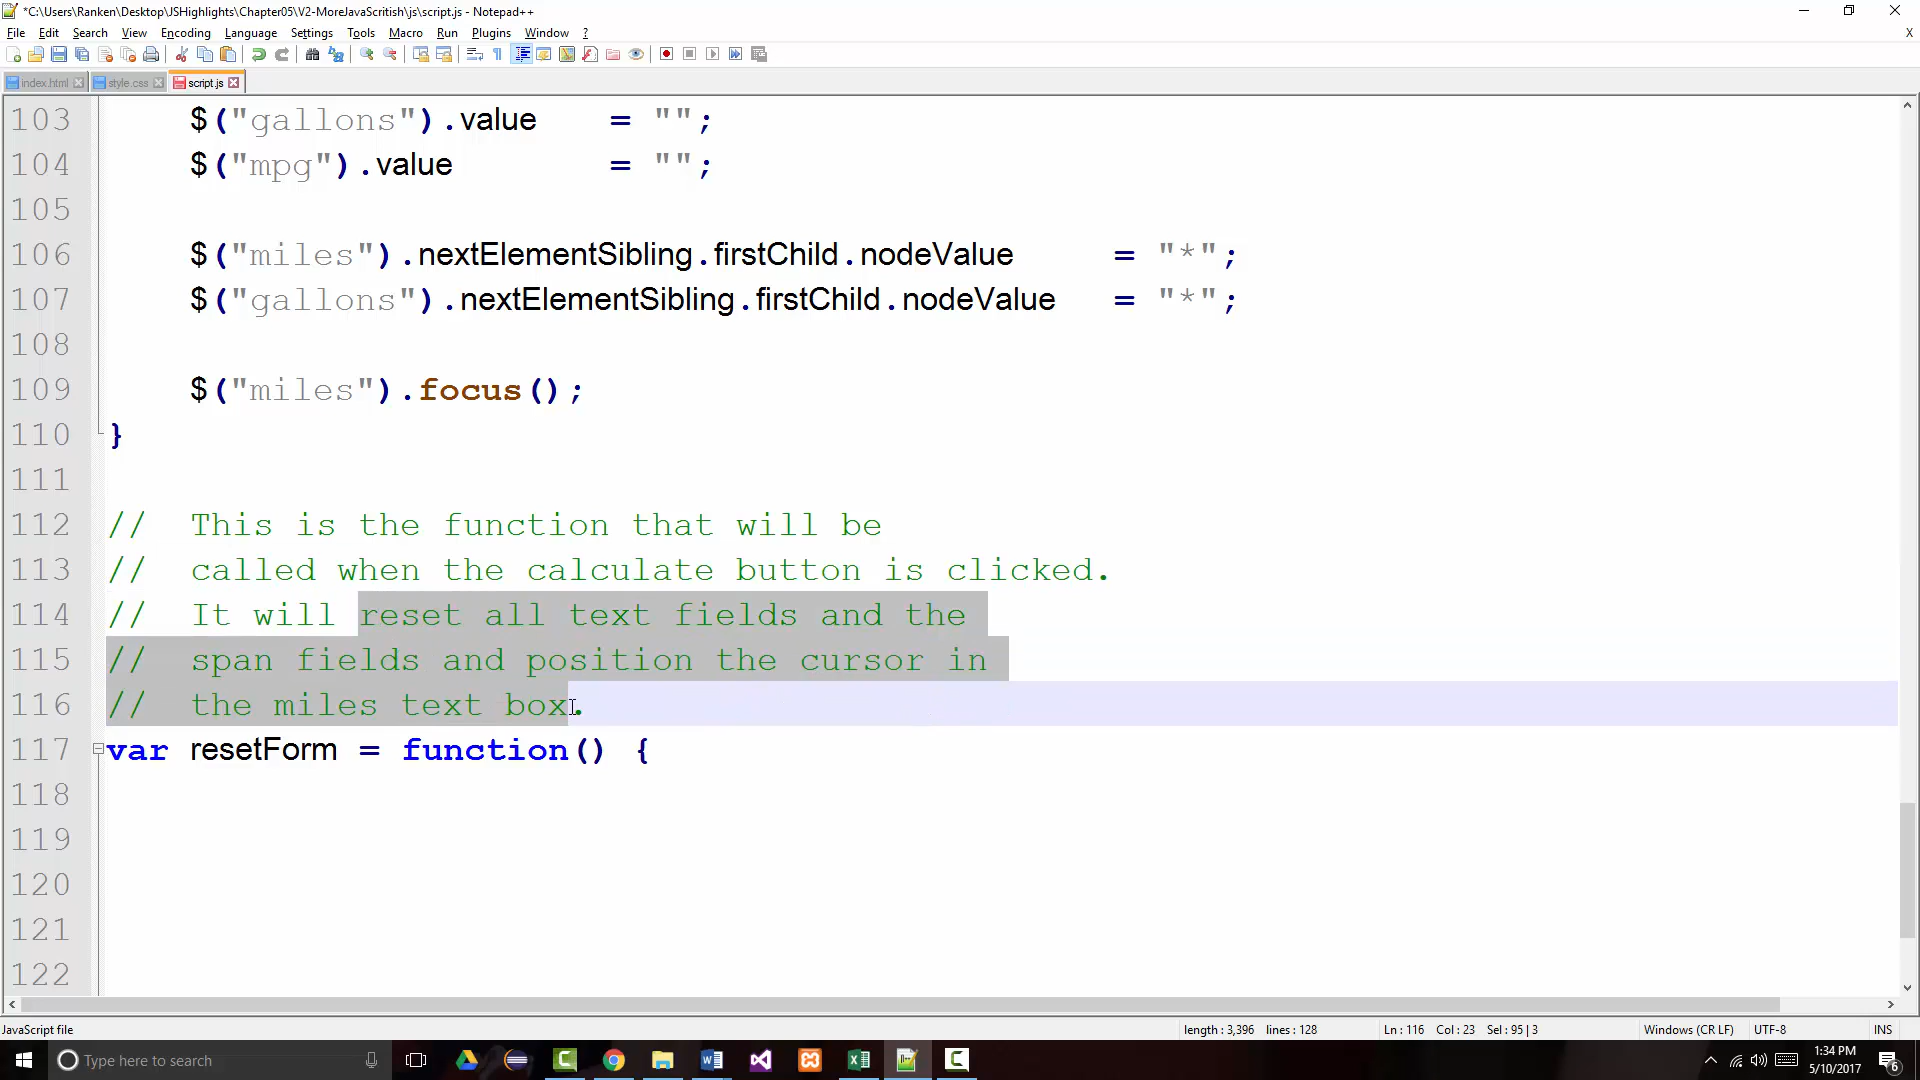 *C:\Users\Ranken\Desktop\JSHighlights\Chapter05\V2-MoreJavaScritish\js\script.js - Notepad++
File Edit Search View Encoding Language Settings Tools Macro Run Plugins Window ? X
index.html style.css script.js
103 $("gallons").value = "";
104 $("mpg").value = "";
105
106 $("miles").nextElementSibling.firstChild.nodeValue = "*";
107 $("gallons").nextElementSibling.firstChild.nodeValue = "*";
108
109 $("miles").focus();
110 }
111
112 // This is the function that will be
113 // called when the calculate button is clicked.
114 // It will reset all text fields and the
115 // span fields and position the cursor in
116 // the miles text box.
117 var resetForm = function() {
118
119
120
121
122
JavaScript file length : 3,396 lines : 128 Ln : 116 Col : 23 Sel : 95 | 3 Windows (CR LF) UTF-8 INS
Type here to search 1:34 PM
5/10/2017 6